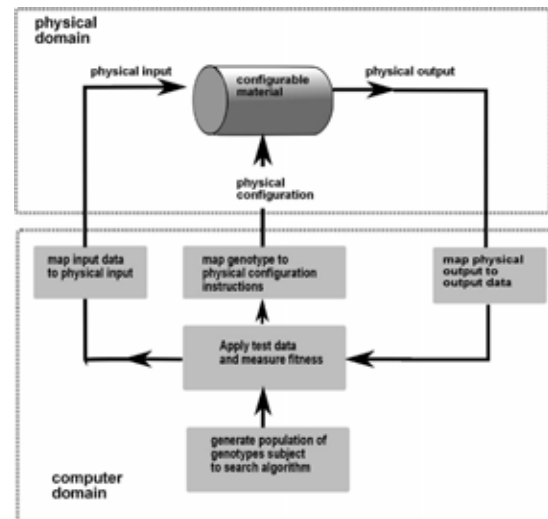 physical
domain
physical input
configurable
material
physical output
physical
configuration
map input data
to physical input
map genotype to
physical configuration
instructions
map physical
output to
output data
Apply test data
and measure fitness
generate population of
genotypes subject
to search algorithm
computer
domain